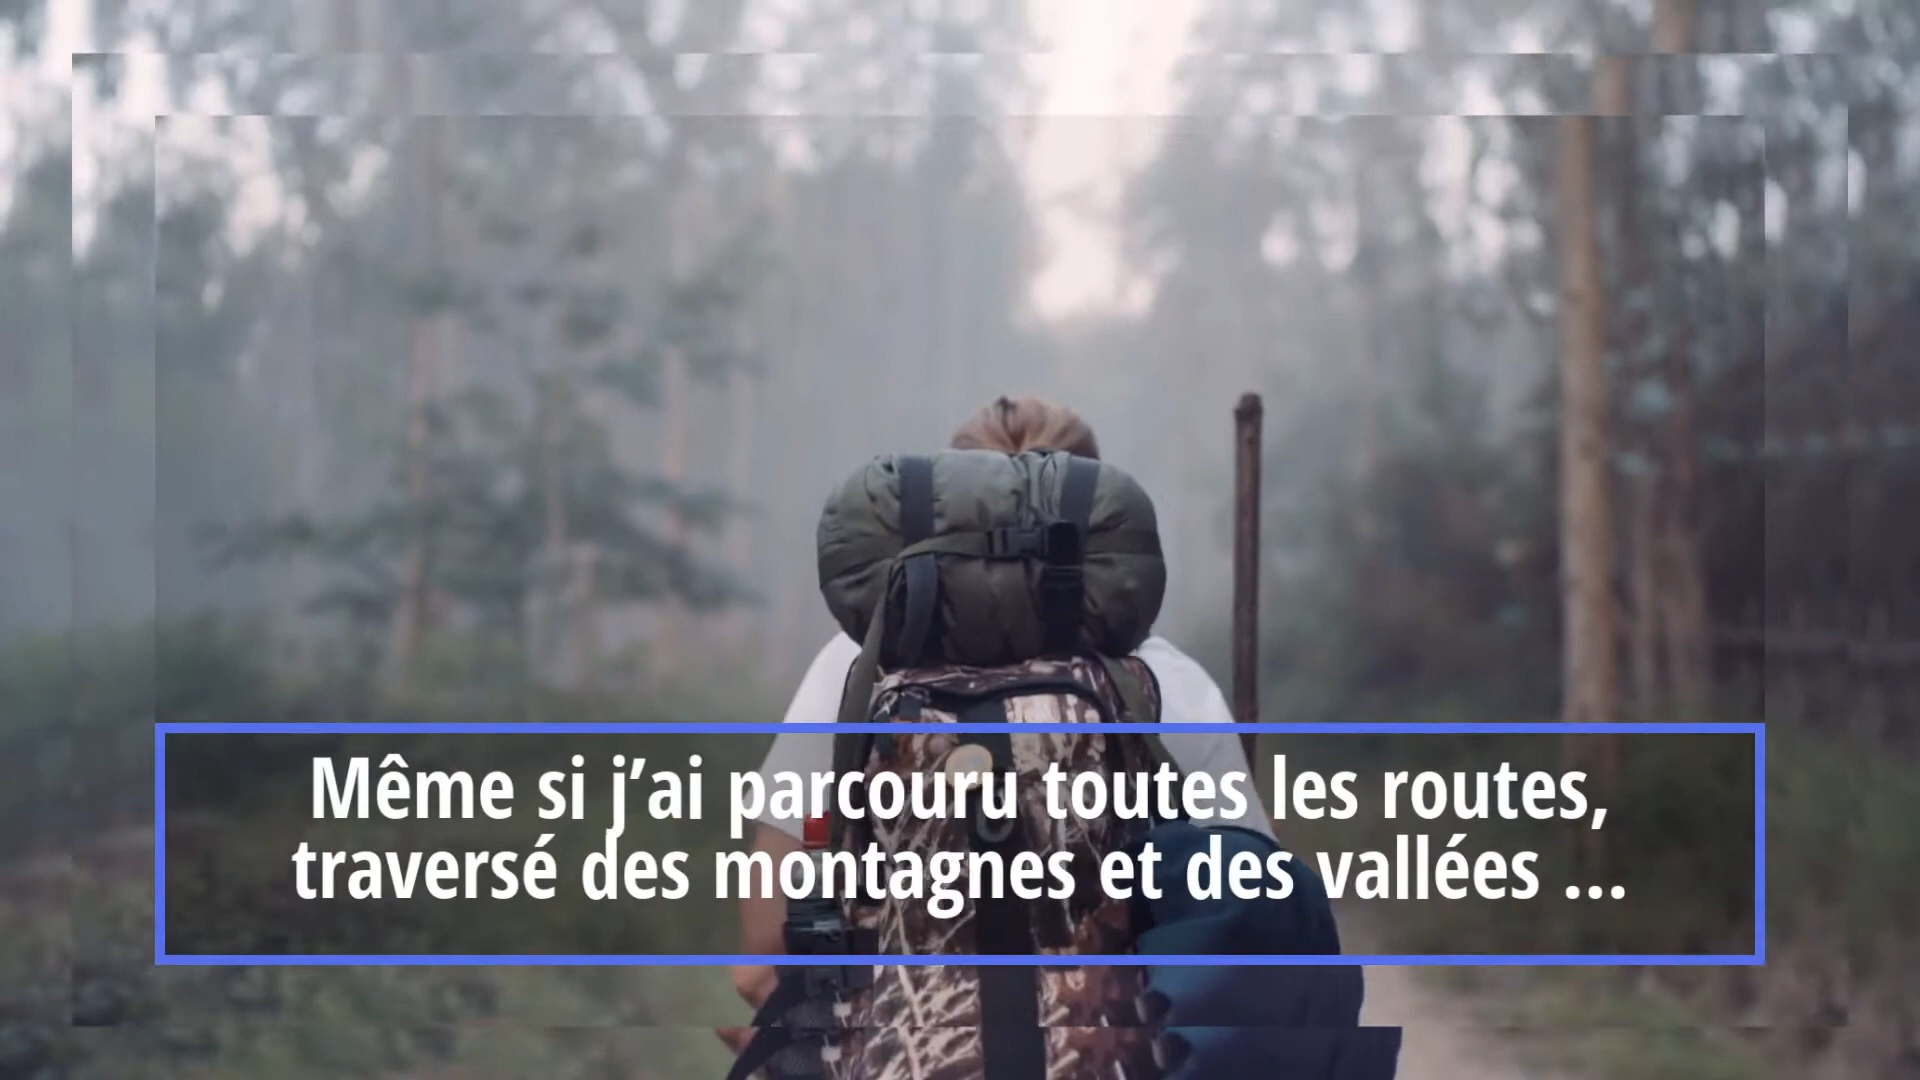 Même si j’ai parcouru toutes les routes,
traversé des montagnes et des vallées ...